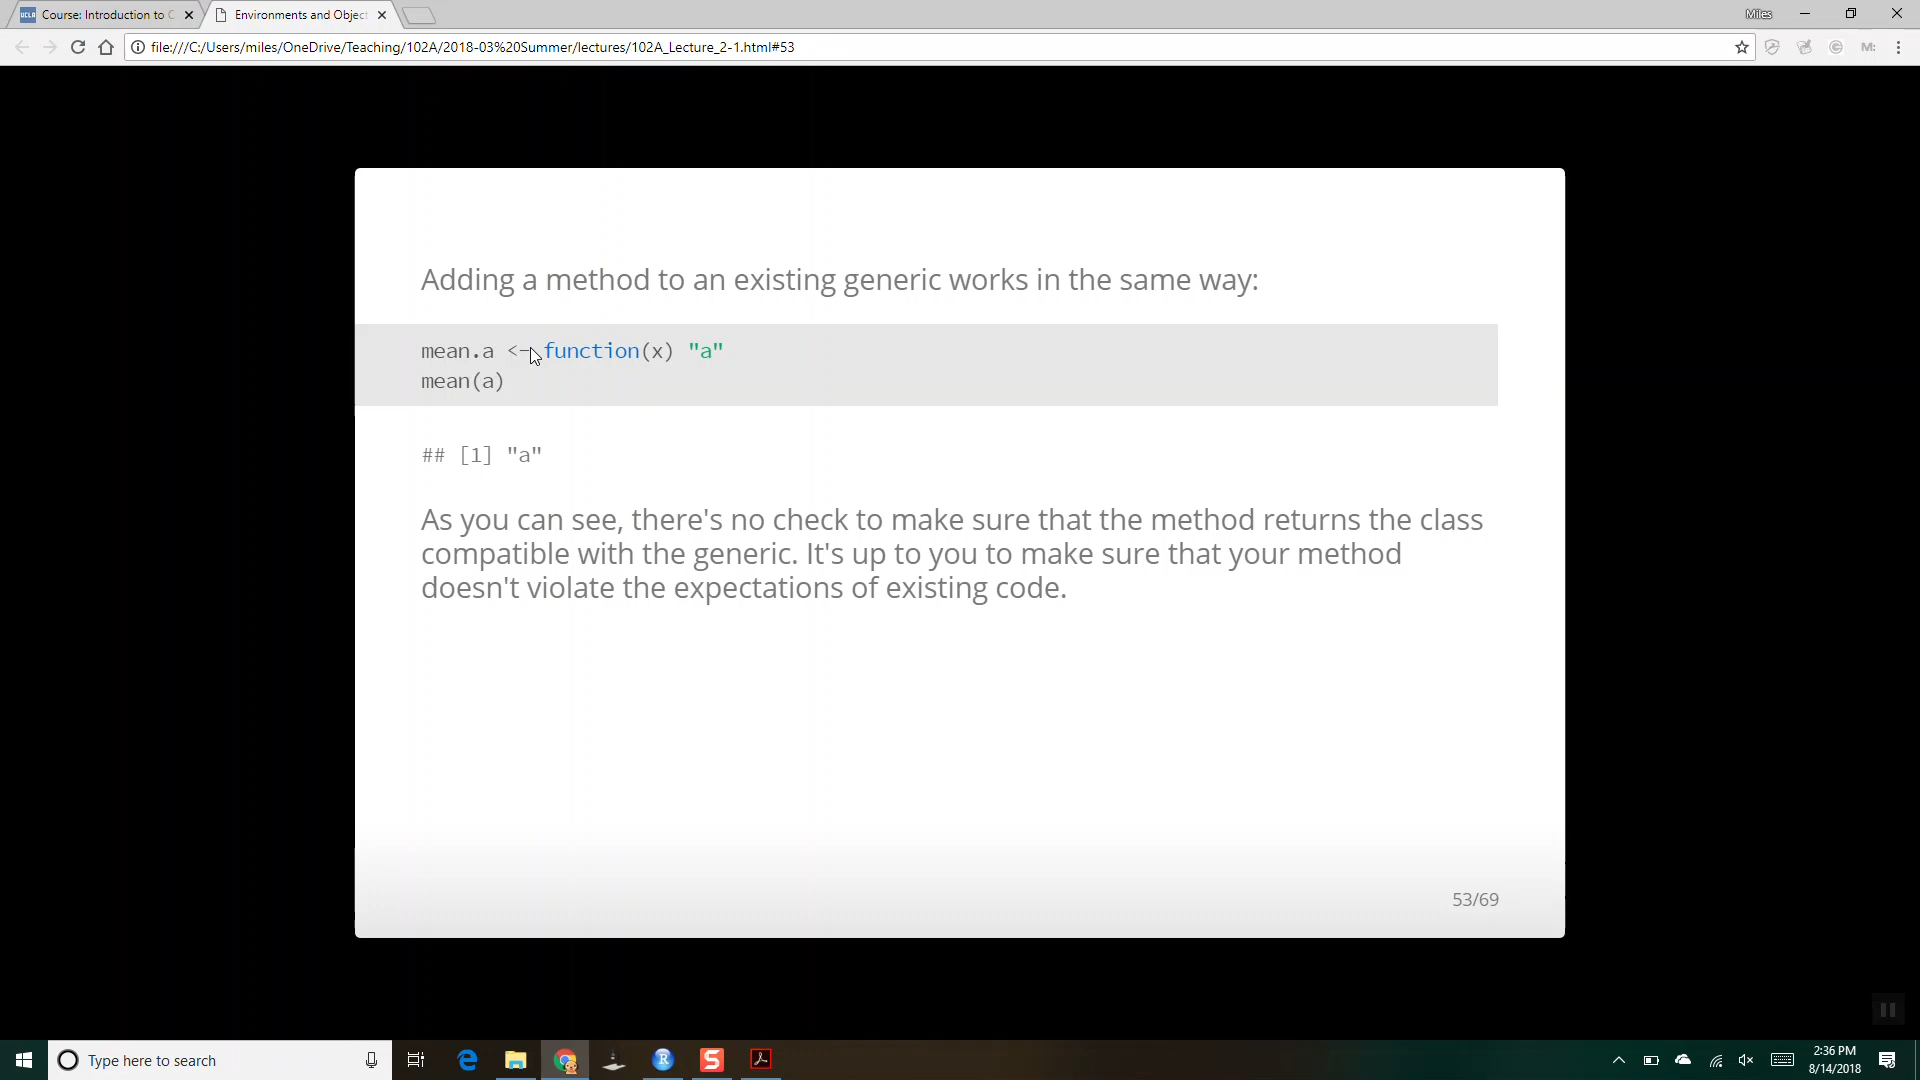 UCLA Course: Introduction to C
Environments and Object
Miles
file:///C:/Users/miles/OneDrive/Teaching/102A/2018-03%20Summer/lectures/102A_Lecture_2-1.html#53
M:
Adding a method to an existing generic works in the same way:
mean.a <- function(x) "a"
mean(a)
## [1] "a"
As you can see, there's no check to make sure that the method returns the class
compatible with the generic. It's up to you to make sure that your method
doesn't violate the expectations of existing code.
53/69
Type here to search
2:36 PM
8/14/2018